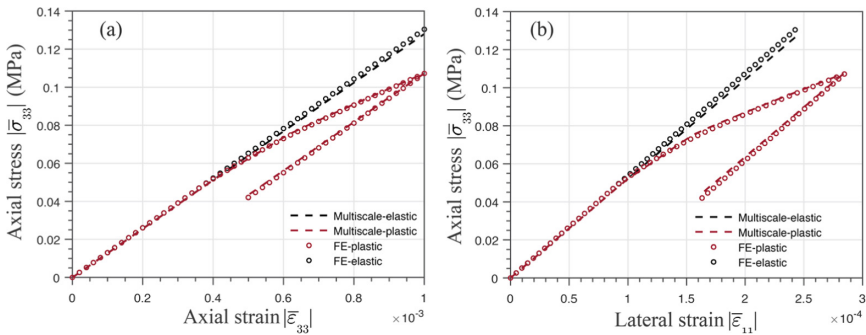 (a)
0.14
0.12
0.1
0.08
0.06
0.04
0.02
0
Axial stress |σ̅33| (MPa)
Multiscale-elastic
Multiscale-plastic
FE-plastic
FE-elastic
0 0.2 0.4 0.6 0.8 1
×10⁻³
Axial strain |ε̅33|
(b)
0.14
0.12
0.1
0.08
0.06
0.04
0.02
0
Axial stress |σ̅33| (MPa)
Multiscale-elastic
Multiscale-plastic
FE-plastic
FE-elastic
0 0.5 1 1.5 2 2.5 3
×10⁻⁴
Lateral strain |ε̅11|